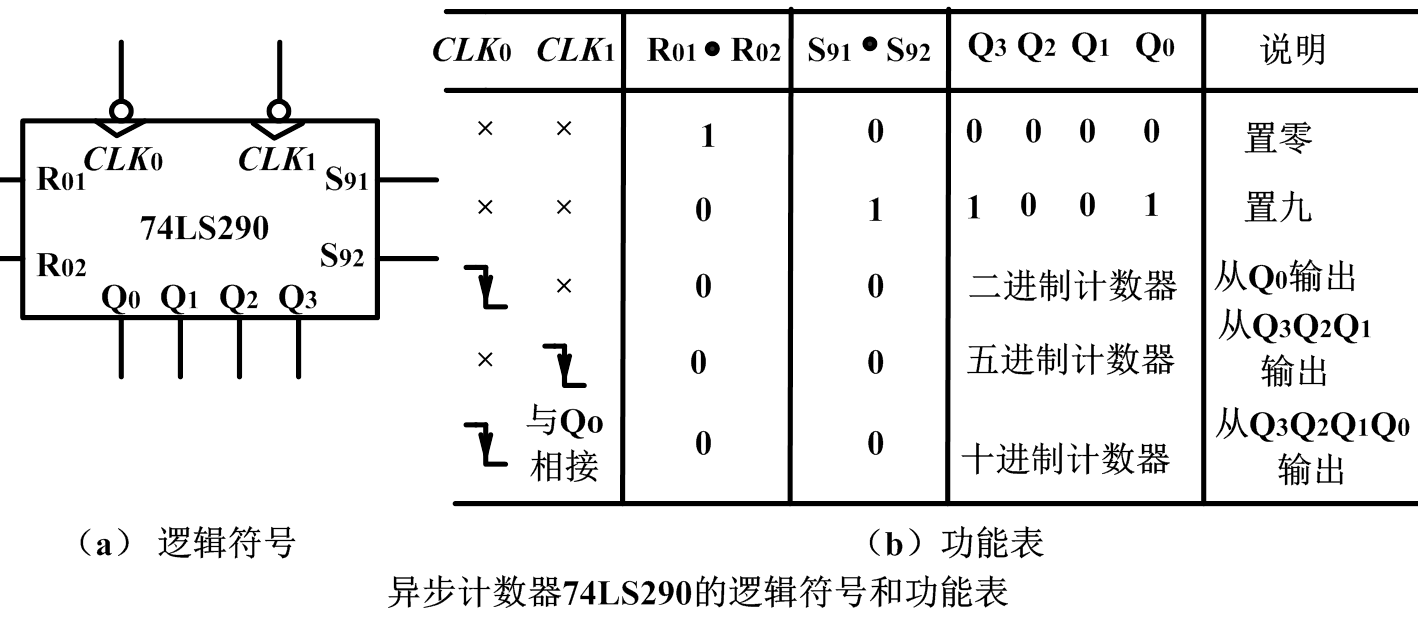 CLK0 CLK1
R01 S91
74LS290
R02 S92
Q0 Q1 Q2 Q3
(a) 逻辑符号
CLK0 CLK1 R01•R02 S91•S92 Q3 Q2 Q1 Q0 说明
× × 1 0 0 0 0 0 置零
× × 0 1 1 0 0 1 置九
× 0 0 二进制计数器 从Q0输出
× 0 0 五进制计数器 从Q3Q2Q1
输出
与Qo
相接 0 0 十进制计数器 从Q3Q2Q1Q0
输出
(b)功能表
异步计数器74LS290的逻辑符号和功能表